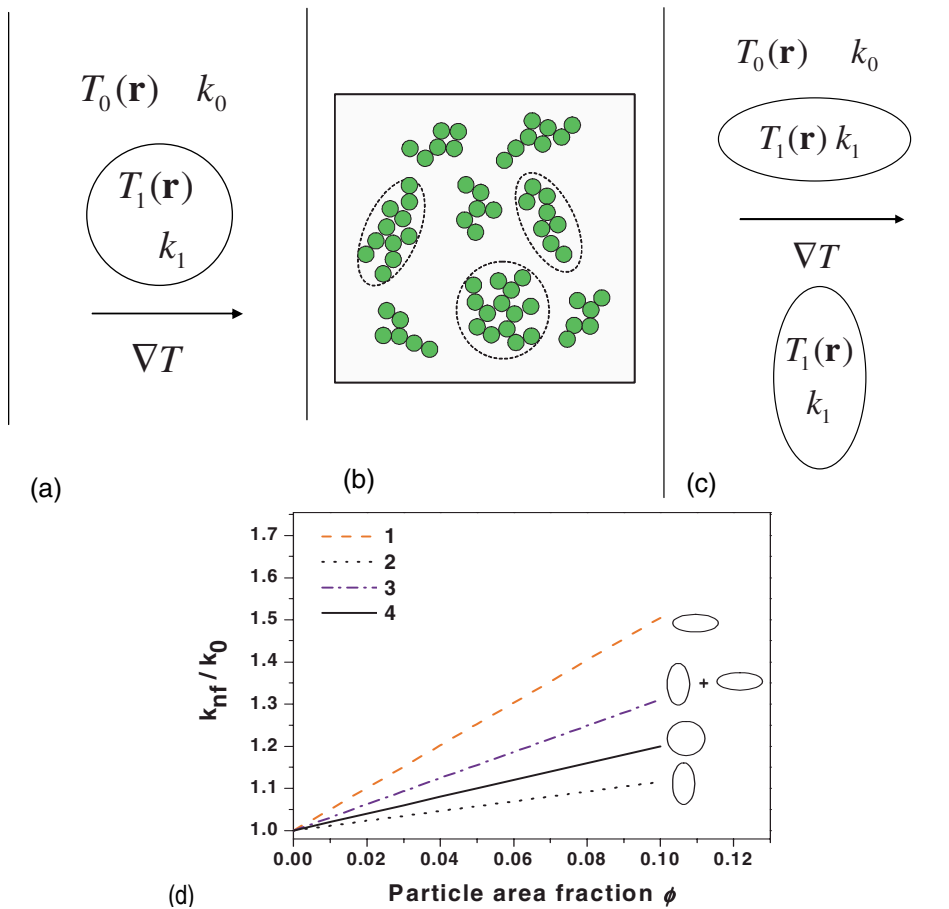 T₀(r) k₀
T₁(r)
k₁
∇T
(a)
(b)
T₀(r) k₀
T₁(r) k₁
∇T
T₁(r)
k₁
(c)
1.7
1.6
1.5
1.4
1.3
1.2
1.1
1.0
k_nf / k₀
1
2
3
4
+
0.00 0.02 0.04 0.06 0.08 0.10 0.12
Particle area fraction ϕ
(d)